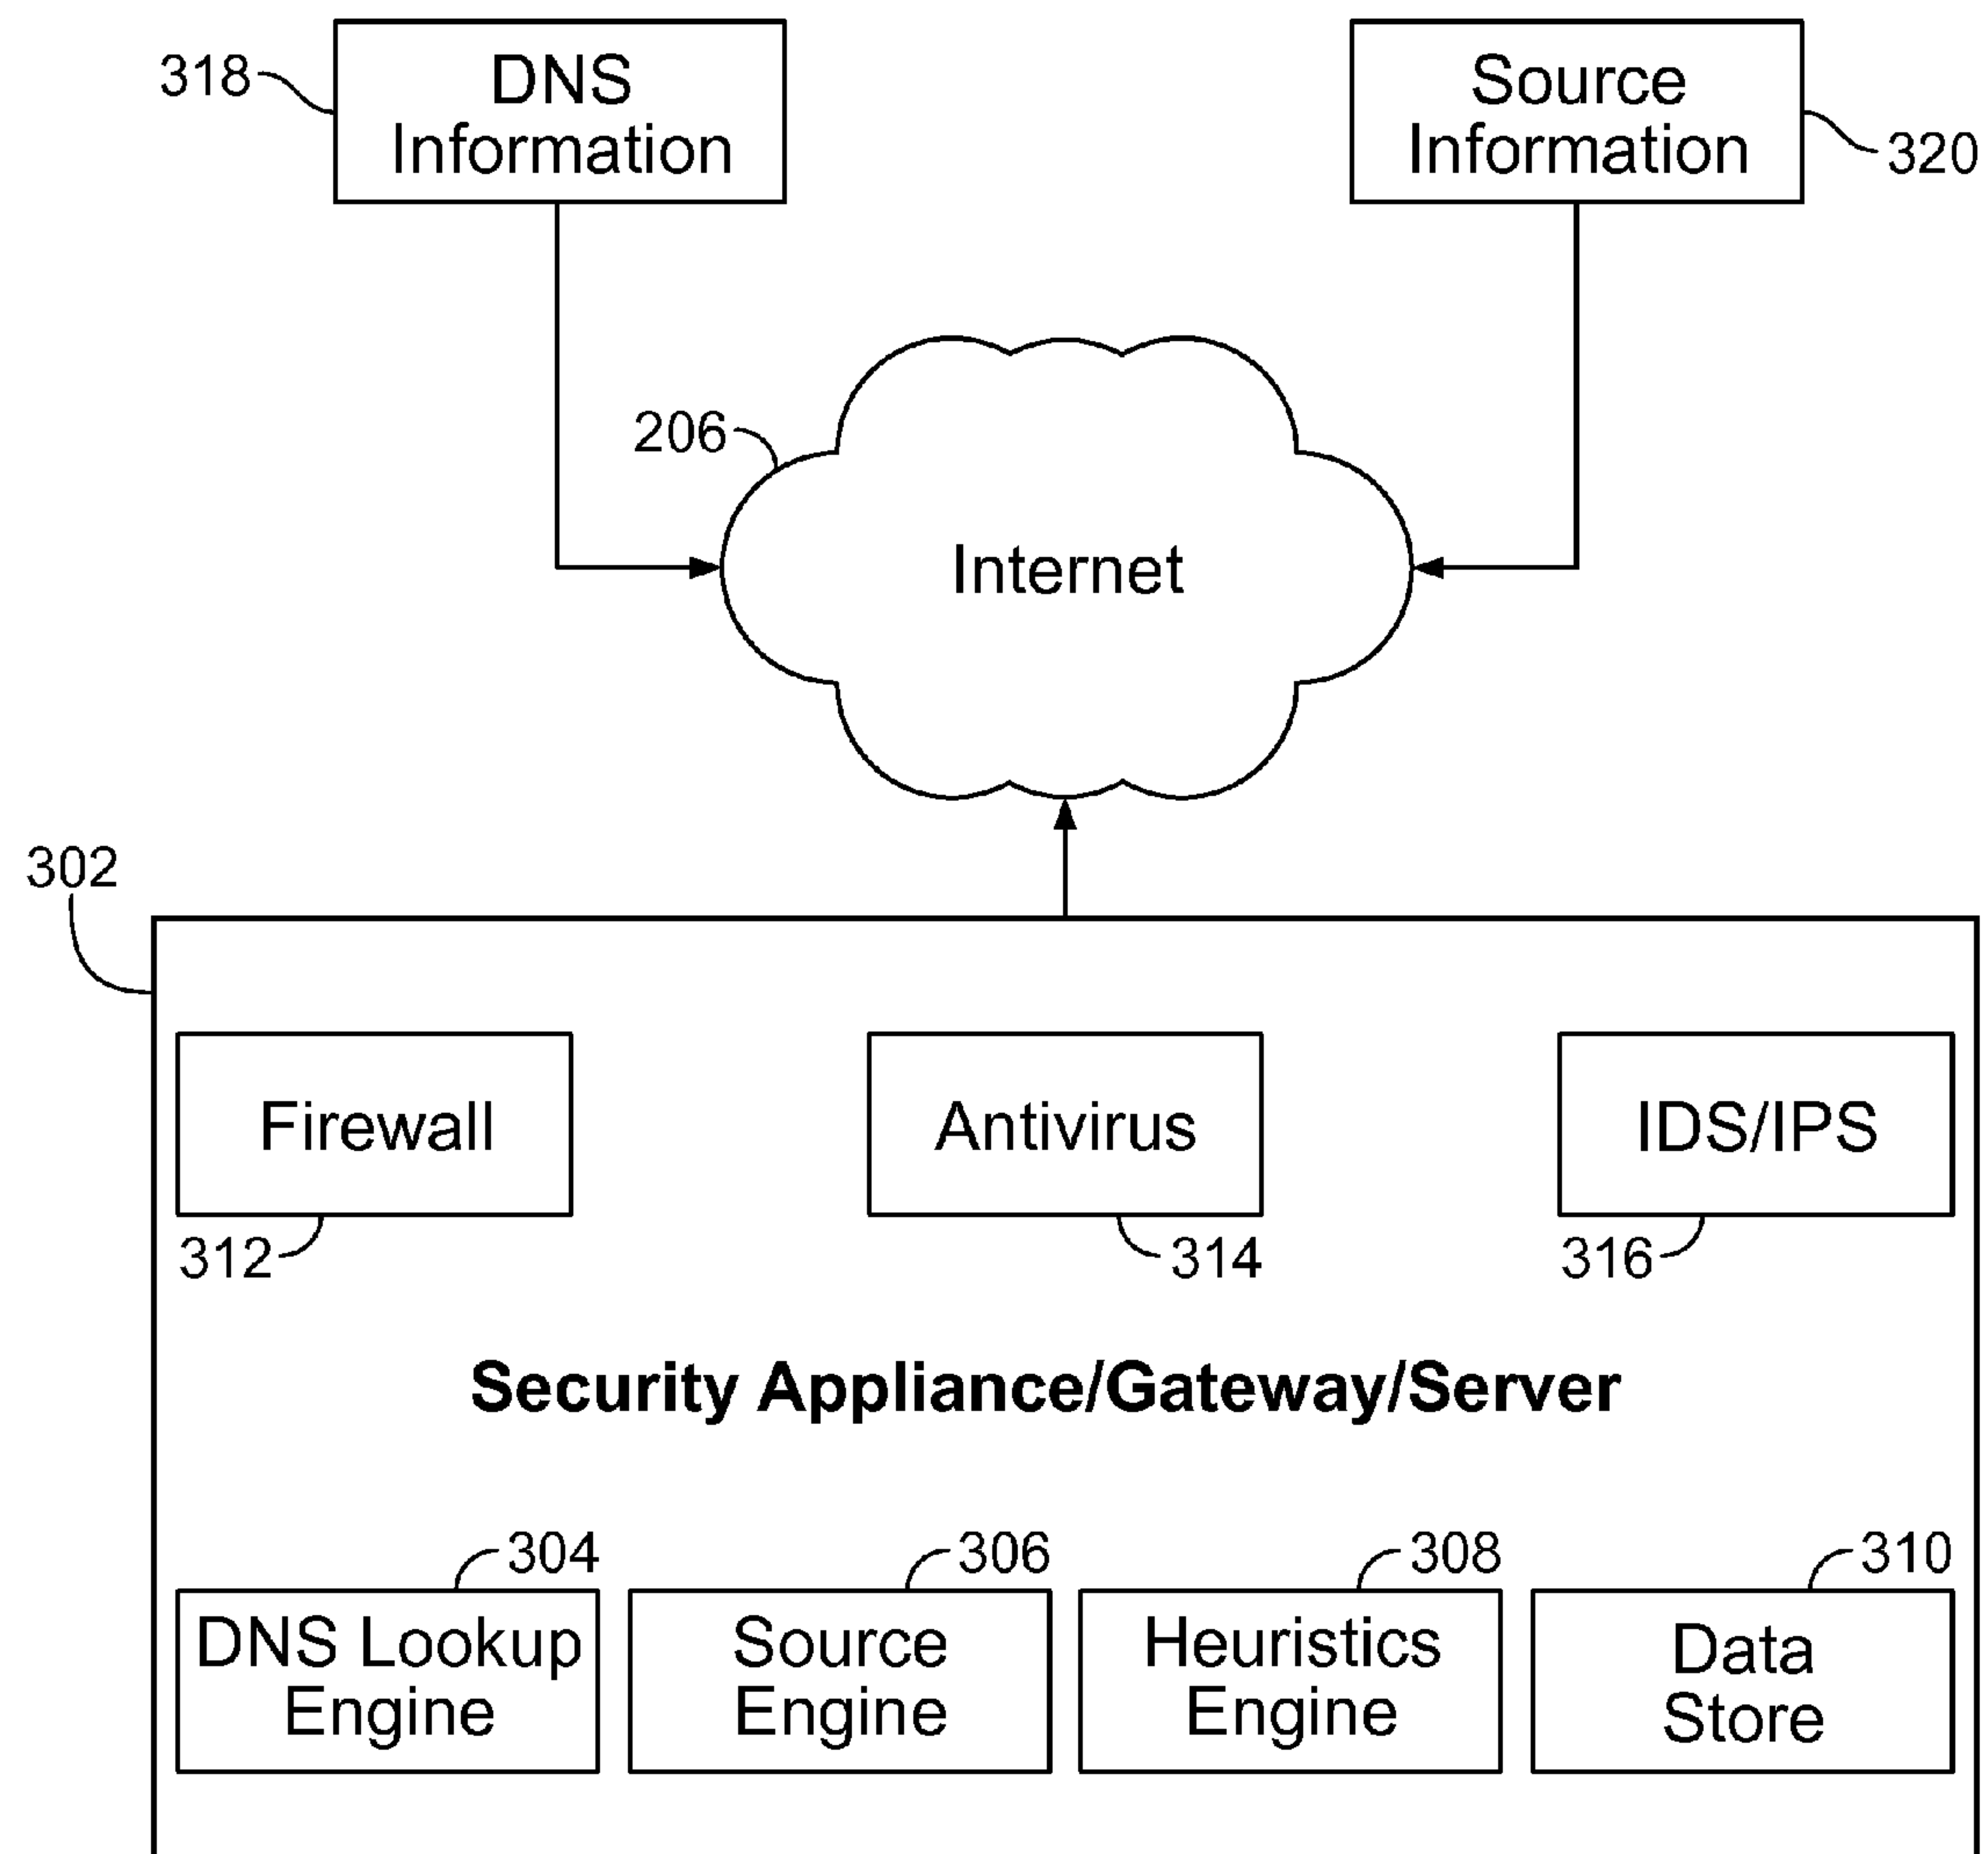 318
DNS
Information
Source
Information
320
206
Internet
302
Firewall
Antivirus
IDS/IPS
312
314
316
Security Appliance/Gateway/Server
304
306
308
310
DNS Lookup
Engine
Source
Engine
Heuristics
Engine
Data
Store